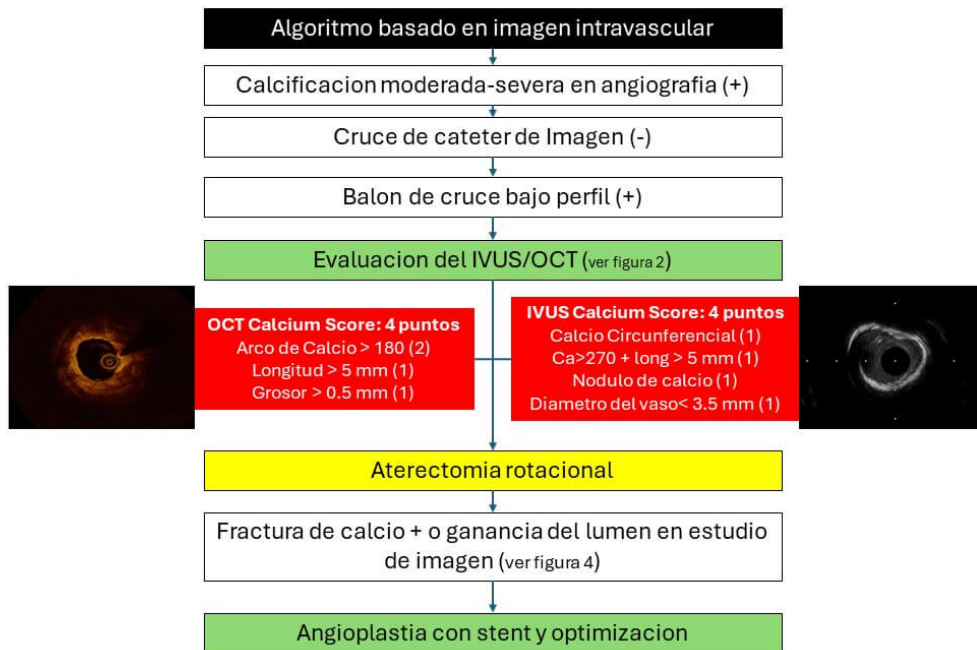 Algoritmo basado en imagen intravascular
Calcificacion moderada-severa en angiografia (+)
Cruce de cateter de Imagen (-)
Balon de cruce bajo perfil (+)
Evaluacion del IVUS/OCT (ver figura 2)
OCT Calcium Score: 4 puntos
Arco de Calcio > 180 (2)
Longitud > 5 mm (1)
Grosor > 0.5 mm (1)
IVUS Calcium Score: 4 puntos
Calcio Circunferencial (1)
Ca>270 + long > 5 mm (1)
Nodulo de calcio (1)
Diametro del vaso< 3.5 mm (1)
Aterectomia rotacional
Fractura de calcio + o ganancia del lumen en estudio
de imagen (ver figura 4)
Angioplastia con stent y optimizacion